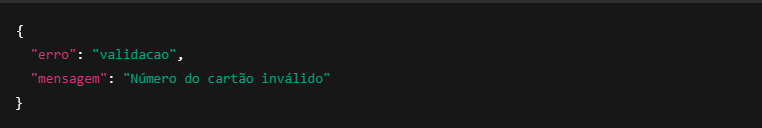 {
"erro": "validacao",
"mensagem": "Número do cartão inválido"
}